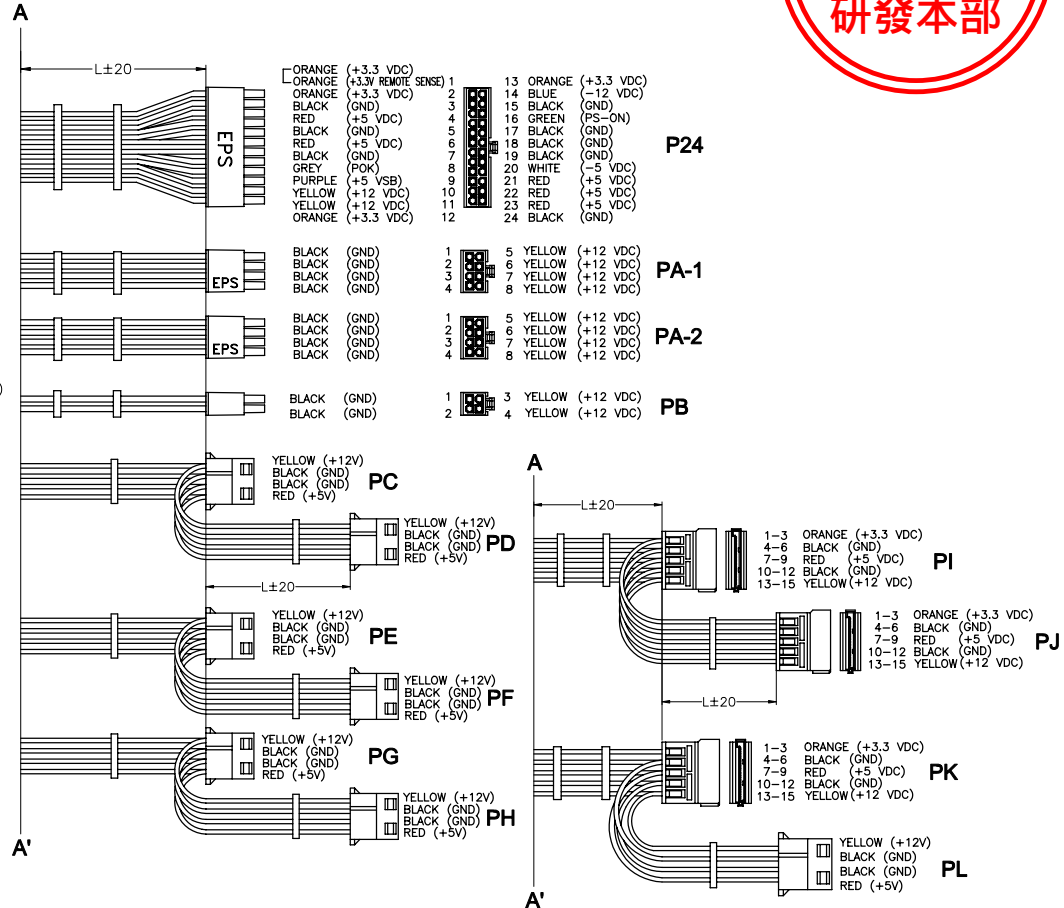 研發本部
A
L±20
EPS
ORANGE (+3.3 VDC)
ORANGE (+3.3V REMOTE SENSE) 1
ORANGE (+3.3 VDC) 2
BLACK (GND) 3
RED (+5 VDC) 4
BLACK (GND) 5
RED (+5 VDC) 6
BLACK (GND) 7
GREY (POK) 8
PURPLE (+5 VSB) 9
YELLOW (+12 VDC) 10
YELLOW (+12 VDC) 11
ORANGE (+3.3 VDC) 12
13 ORANGE (+3.3 VDC)
14 BLUE (-12 VDC)
15 BLACK (GND)
16 GREEN (PS-ON)
17 BLACK (GND)
18 BLACK (GND)
19 BLACK (GND)
20 WHITE (-5 VDC)
21 RED (+5 VDC)
22 RED (+5 VDC)
23 RED (+5 VDC)
24 BLACK (GND)
P24
EPS
BLACK (GND) 1
BLACK (GND) 2
BLACK (GND) 3
BLACK (GND) 4
5 YELLOW (+12 VDC)
6 YELLOW (+12 VDC)
7 YELLOW (+12 VDC)
8 YELLOW (+12 VDC)
PA-1
EPS
BLACK (GND) 1
BLACK (GND) 2
BLACK (GND) 3
BLACK (GND) 4
5 YELLOW (+12 VDC)
6 YELLOW (+12 VDC)
7 YELLOW (+12 VDC)
8 YELLOW (+12 VDC)
PA-2
)
BLACK (GND) 1
BLACK (GND) 2
3 YELLOW (+12 VDC)
4 YELLOW (+12 VDC)
PB
YELLOW (+12V)
BLACK (GND)
BLACK (GND)
RED (+5V)
PC
YELLOW (+12V)
BLACK (GND)
BLACK (GND)
RED (+5V)
PD
L±20
YELLOW (+12V)
BLACK (GND)
BLACK (GND)
RED (+5V)
PE
YELLOW (+12V)
BLACK (GND)
BLACK (GND)
RED (+5V)
PF
YELLOW (+12V)
BLACK (GND)
BLACK (GND)
RED (+5V)
PG
YELLOW (+12V)
BLACK (GND)
BLACK (GND)
RED (+5V)
PH
A'
A
L±20
1-3 ORANGE (+3.3 VDC)
4-6 BLACK (GND)
7-9 RED (+5 VDC)
10-12 BLACK (GND)
13-15 YELLOW(+12 VDC)
PI
1-3 ORANGE (+3.3 VDC)
4-6 BLACK (GND)
7-9 RED (+5 VDC)
10-12 BLACK (GND)
13-15 YELLOW(+12 VDC)
PJ
L±20
1-3 ORANGE (+3.3 VDC)
4-6 BLACK (GND)
7-9 RED (+5 VDC)
10-12 BLACK (GND)
13-15 YELLOW(+12 VDC)
PK
YELLOW (+12V)
BLACK (GND)
BLACK (GND)
RED (+5V)
PL
A'